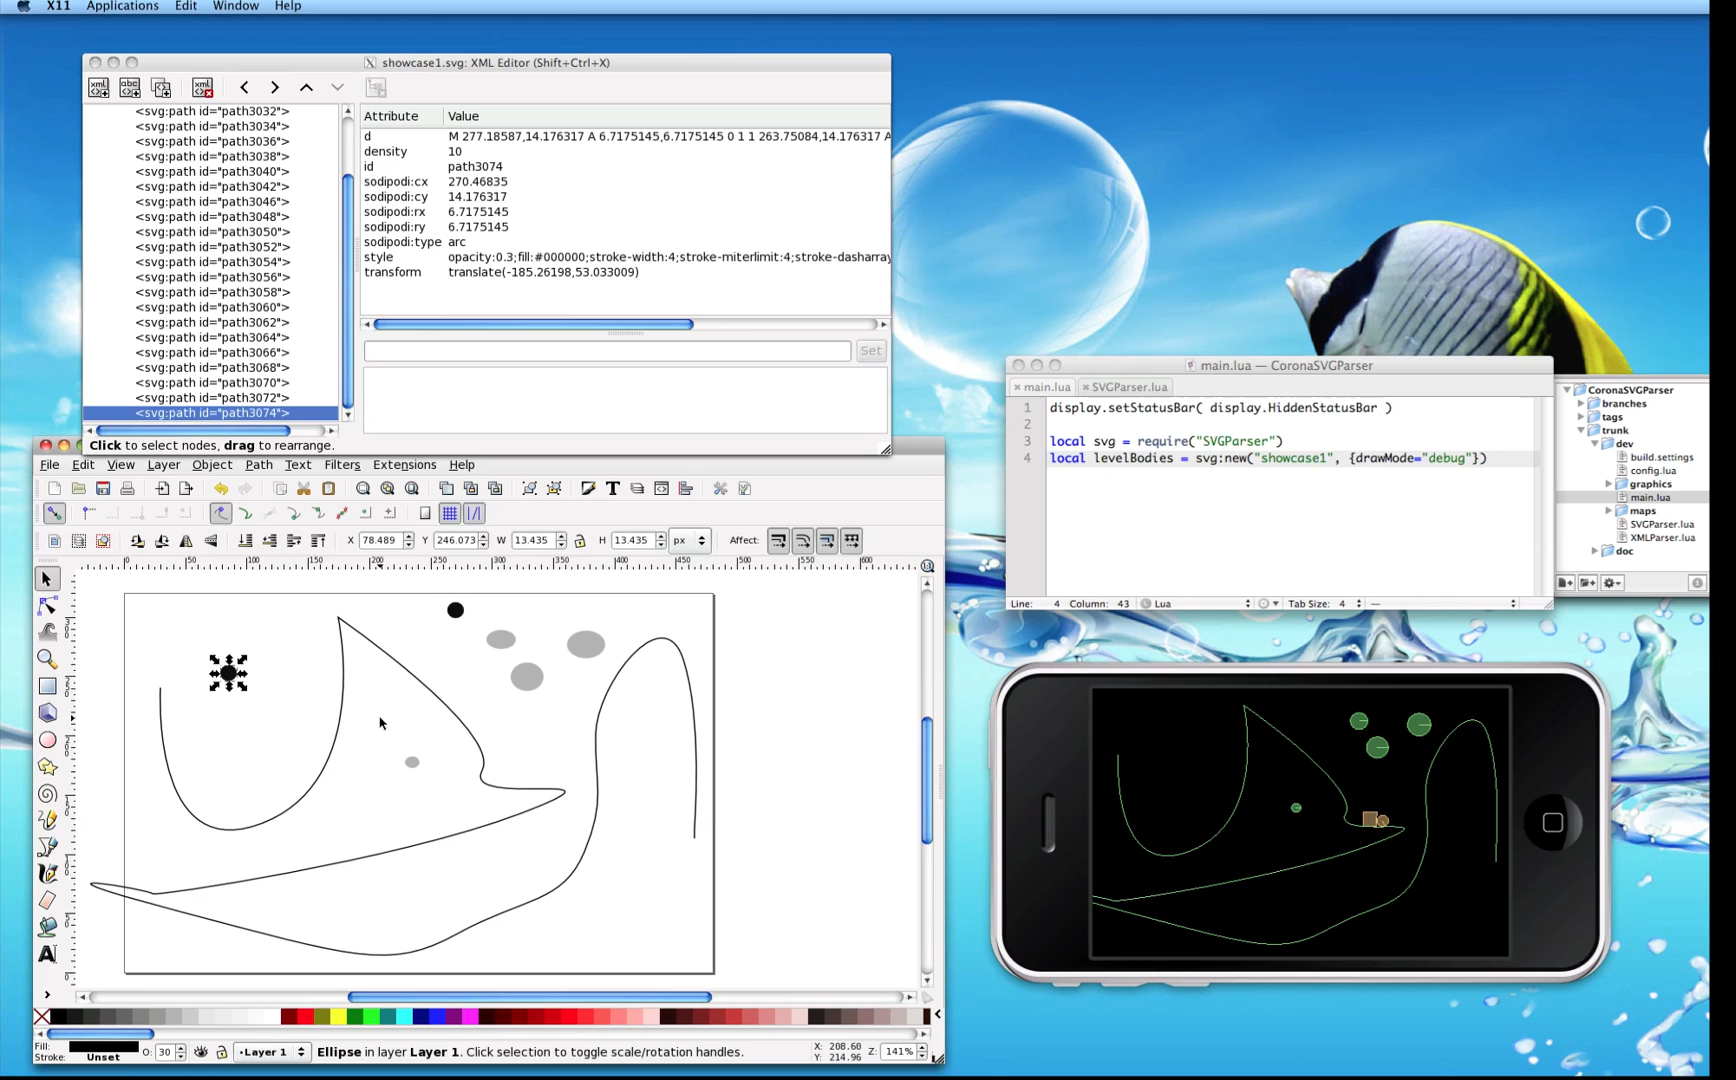 X11 Applications Edit Window Help
showcase1.svg: XML Editor (Shift+Ctrl+X)
<svg:path id="path3032">
<svg:path id="path3034">
<svg:path id="path3036">
<svg:path id="path3038">
<svg:path id="path3040">
<svg:path id="path3042">
<svg:path id="path3046">
<svg:path id="path3048">
<svg:path id="path3050">
<svg:path id="path3052">
<svg:path id="path3054">
<svg:path id="path3056">
<svg:path id="path3058">
<svg:path id="path3060">
<svg:path id="path3062">
<svg:path id="path3064">
<svg:path id="path3066">
<svg:path id="path3068">
<svg:path id="path3070">
<svg:path id="path3072">
<svg:path id="path3074">
Attribute Value
d M 277.18587,14.176317 A 6.7175145,6.7175145 0 1 1 263.75084,14.176317 A
density 10
id path3074
sodipodi:cx 270.46835
sodipodi:cy 14.176317
sodipodi:rx 6.7175145
sodipodi:ry 6.7175145
sodipodi:type arc
style opacity:0.3;fill:#000000;stroke-width:4;stroke-miterlimit:4;stroke-dasharray
transform translate(-185.26198,53.033009)
Set
Click to select nodes, drag to rearrange.
File Edit View Layer Object Path Text Filters Extensions Help
X 78.489 Y 246.073 W 13.435 H 13.435 px Affect:
0 50 100 150 200 250 300 350 400 450 500 550 600
Fill:
Stroke: Unset O: 30 Layer 1 Ellipse in layer Layer 1. Click selection to toggle scale/rotation handles. X: 208.60
Y: 214.96 Z: 141%
main.lua — CoronaSVGParser
main.lua SVGParser.lua
1 display.setStatusBar( display.HiddenStatusBar )
2
3 local svg = require("SVGParser")
4 local levelBodies = svg:new("showcase1", {drawMode="debug"})
Line: 4 Column: 43 Lua Tab Size: 4 —
CoronaSVGParser
branches
tags
trunk
dev
build.settings
config.lua
graphics
main.lua
maps
SVGParser.lua
XMLParser.lua
doc